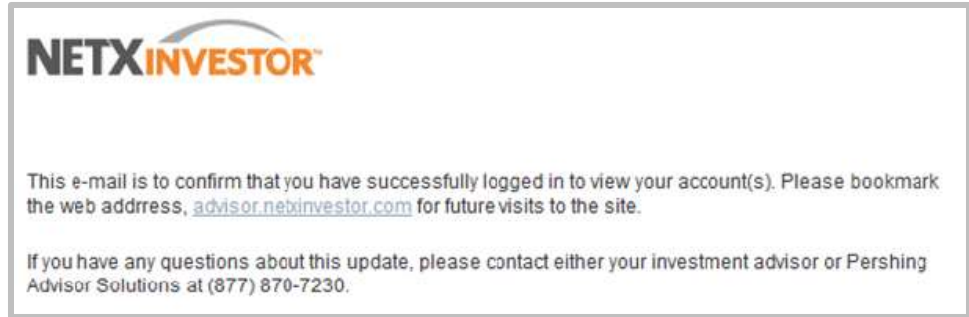 NETXINVESTOR™
This e-mail is to confirm that you have successfully logged in to view your account(s). Please bookmark
the web addrress, advisor.netxinvestor.com for future visits to the site.
If you have any questions about this update, please contact either your investment advisor or Pershing
Advisor Solutions at (877) 870-7230.